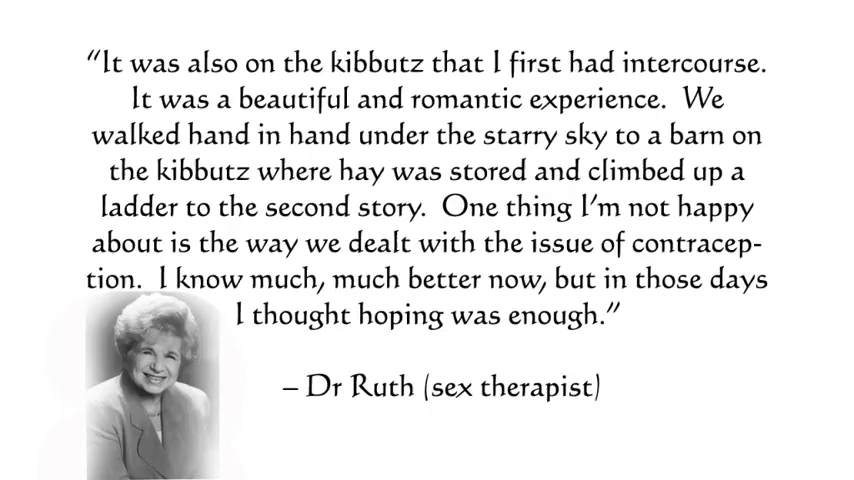 “It was also on the kibbutz that I first had intercourse.
It was a beautiful and romantic experience. We
walked hand in hand under the starry sky to a barn on
the kibbutz where hay was stored and climbed up a
ladder to the second story. One thing I’m not happy
about is the way we dealt with the issue of contracep-
tion. I know much, much better now, but in those days
I thought hoping was enough.”
– Dr Ruth (sex therapist)